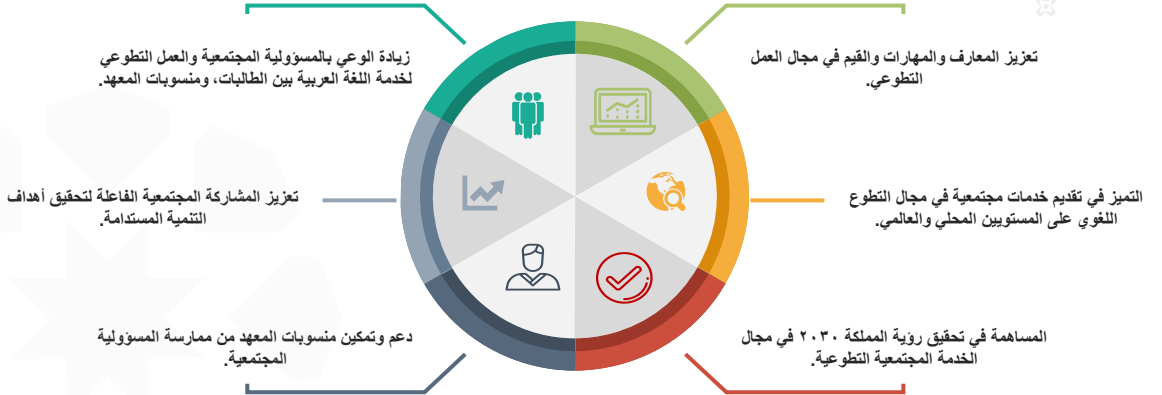 تعزيز المعارف والمهارات والقيم في مجال العمل
التطوعي.
زيادة الوعي بالمسؤولية المجتمعية والعمل التطوعي
لخدمة اللغة العربية بين الطالبات، ومنسوبات المعهد.
التميز في تقديم خدمات مجتمعية في مجال التطوع
اللغوي على المستويين المحلي والعالمي.
تعزيز المشاركة المجتمعية الفاعلة لتحقيق أهداف
التنمية المستدامة.
المساهمة في تحقيق رؤية المملكة ٢٠٣٠ في مجال
الخدمة المجتمعية التطوعية.
دعم وتمكين منسوبات المعهد من ممارسة المسؤولية
المجتمعية.